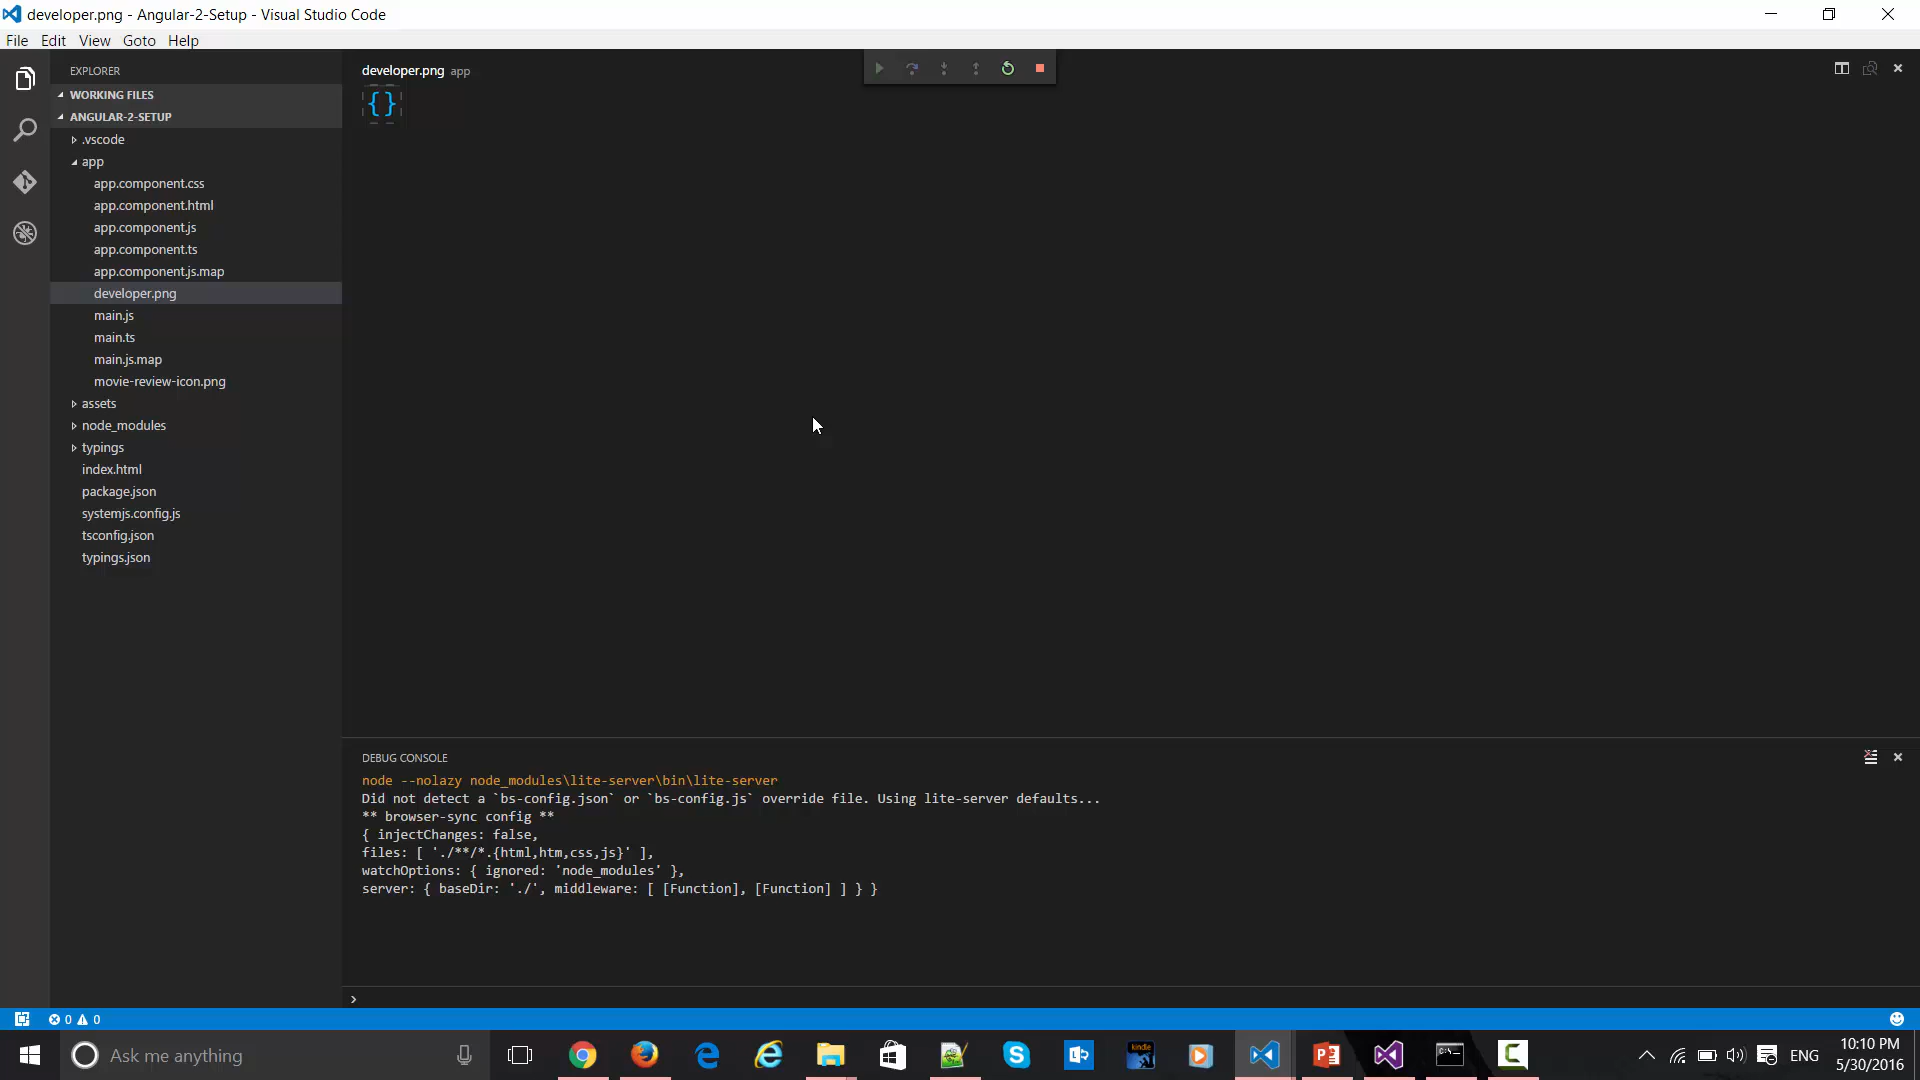 developer.png - Angular-2-Setup - Visual Studio Code
File Edit View Goto Help
EXPLORER
WORKING FILES
ANGULAR-2-SETUP
.vscode
app
app.component.css
app.component.html
app.component.js
app.component.ts
app.component.js.map
developer.png
main.js
main.ts
main.js.map
movie-review-icon.png
assets
node_modules
typings
index.html
package.json
systemjs.config.js
tsconfig.json
typings.json
developer.png app
{}
DEBUG CONSOLE
node --nolazy node_modules\lite-server\bin\lite-server
Did not detect a `bs-config.json` or `bs-config.js` override file. Using lite-server defaults...
** browser-sync config **
{ injectChanges: false,
files: [ './**/*.{html,htm,css,js}' ],
watchOptions: { ignored: 'node_modules' },
server: { baseDir: './', middleware: [ [Function], [Function] ] } }
›
0 0
Ask me anything
kindle
ENG
10:10 PM
5/30/2016